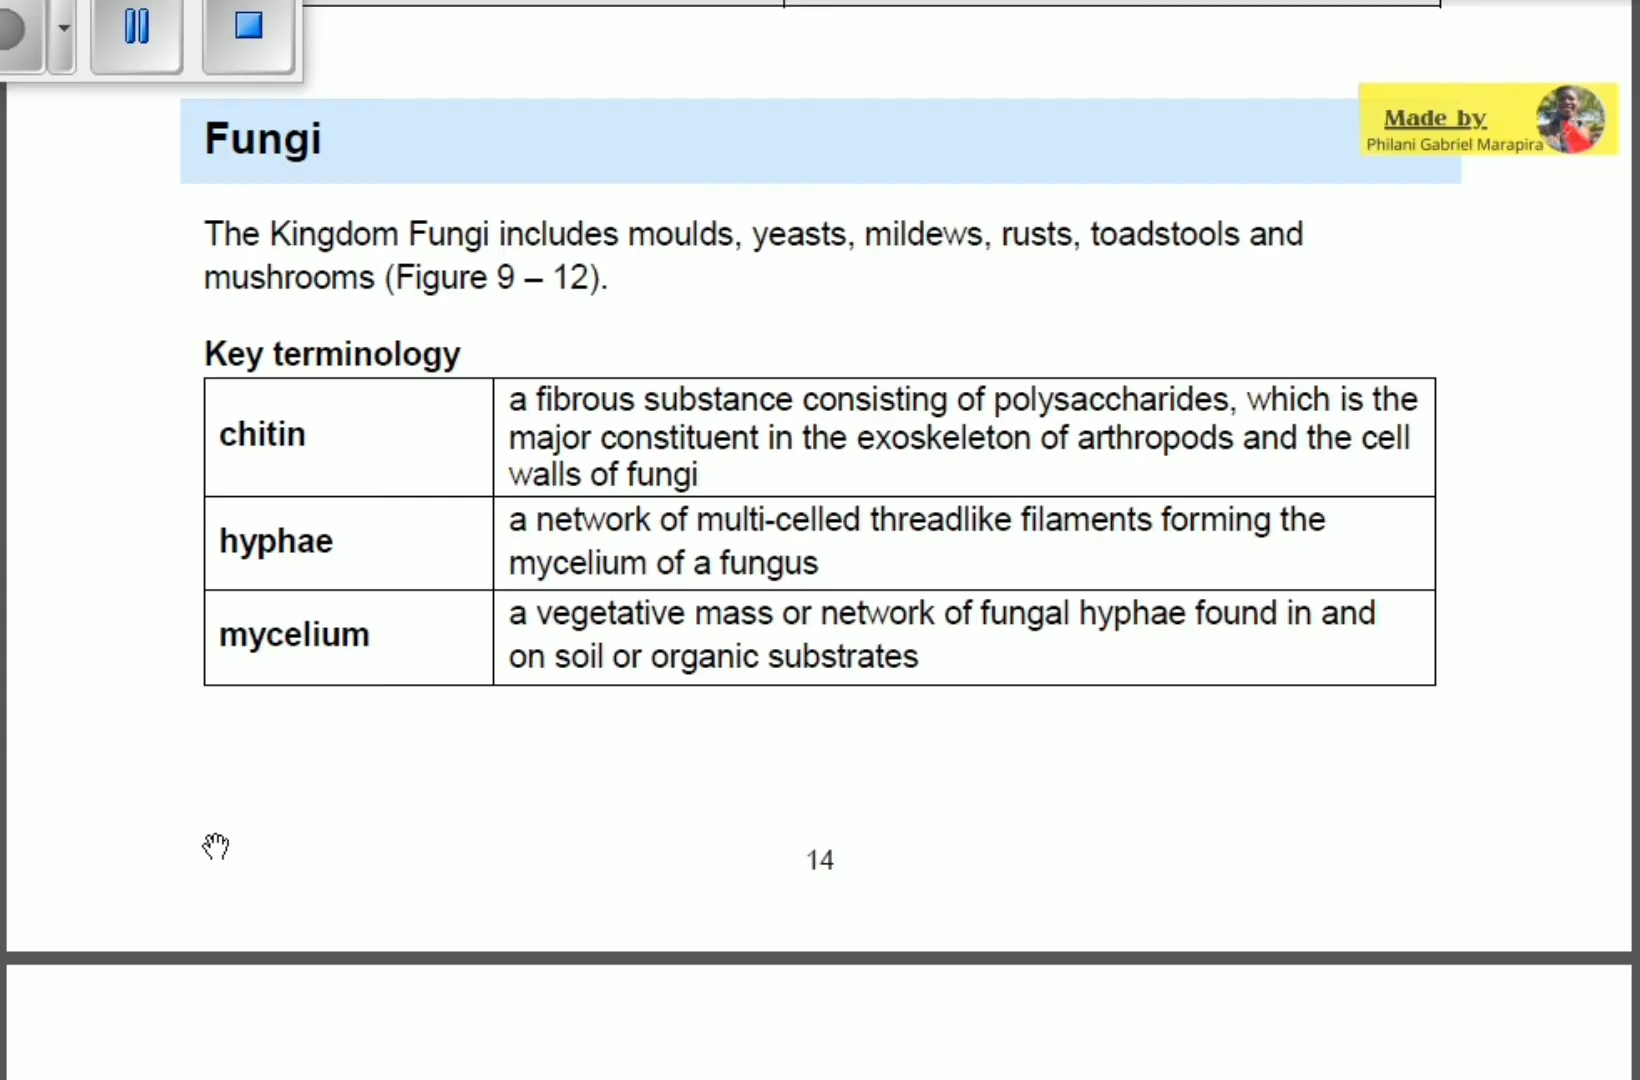 Fungi
Made by
Philani Gabriel Marapira
The Kingdom Fungi includes moulds, yeasts, mildews, rusts, toadstools and
mushrooms (Figure 9 – 12).
Key terminology
chitin
a fibrous substance consisting of polysaccharides, which is the
major constituent in the exoskeleton of arthropods and the cell
walls of fungi
hyphae
a network of multi-celled threadlike filaments forming the
mycelium of a fungus
mycelium
a vegetative mass or network of fungal hyphae found in and
on soil or organic substrates
14